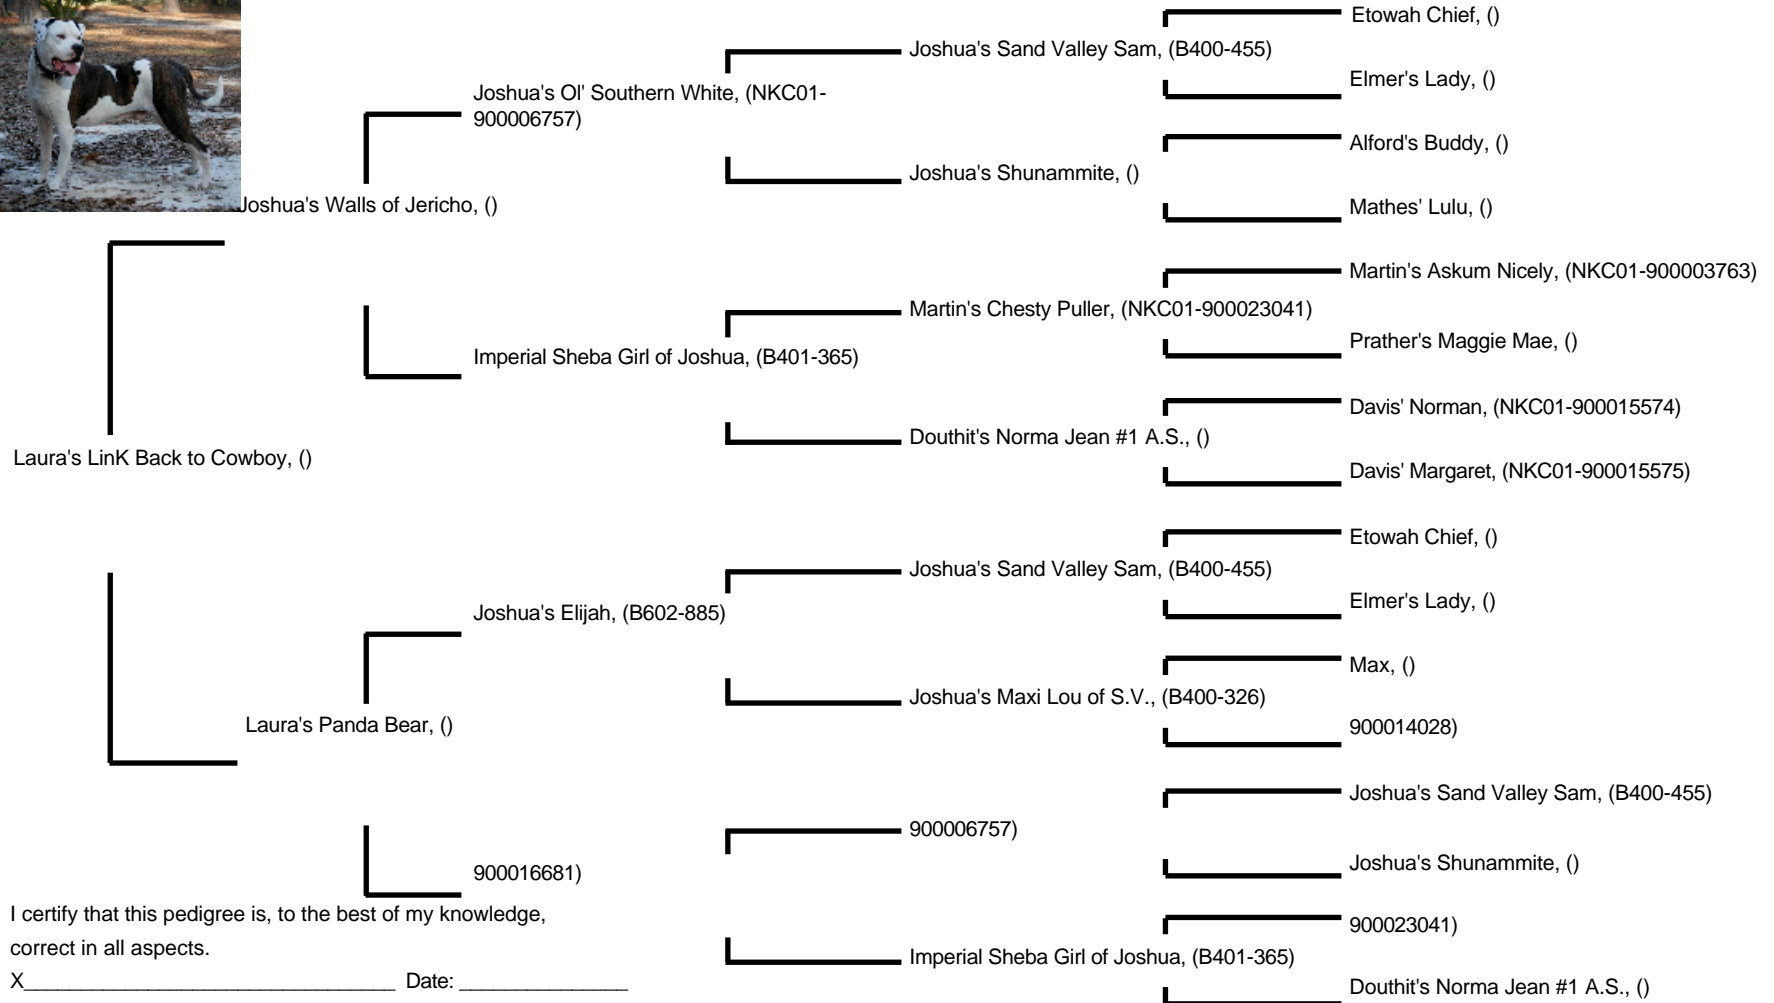 Etowah Chief, ()
Joshua's Sand Valley Sam, (B400-455)
Elmer's Lady, ()
Joshua's Ol' Southern White, (NKC01-
900006757)
Alford's Buddy, ()
Joshua's Shunammite, ()
Joshua's Walls of Jericho, ()
Mathes' Lulu, ()
Martin's Askum Nicely, (NKC01-900003763)
Martin's Chesty Puller, (NKC01-900023041)
Prather's Maggie Mae, ()
Imperial Sheba Girl of Joshua, (B401-365)
Davis' Norman, (NKC01-900015574)
Douthit's Norma Jean #1 A.S., ()
Laura's LinK Back to Cowboy, ()
Davis' Margaret, (NKC01-900015575)
Etowah Chief, ()
Joshua's Sand Valley Sam, (B400-455)
Elmer's Lady, ()
Joshua's Elijah, (B602-885)
Max, ()
Joshua's Maxi Lou of S.V., (B400-326)
Laura's Panda Bear, ()
900014028)
Joshua's Sand Valley Sam, (B400-455)
900006757)
Joshua's Shunammite, ()
900016681)
I certify that this pedigree is, to the best of my knowledge,
correct in all aspects.
900023041)
Imperial Sheba Girl of Joshua, (B401-365)
X_________________________________ Date: _______________
Douthit's Norma Jean #1 A.S., ()